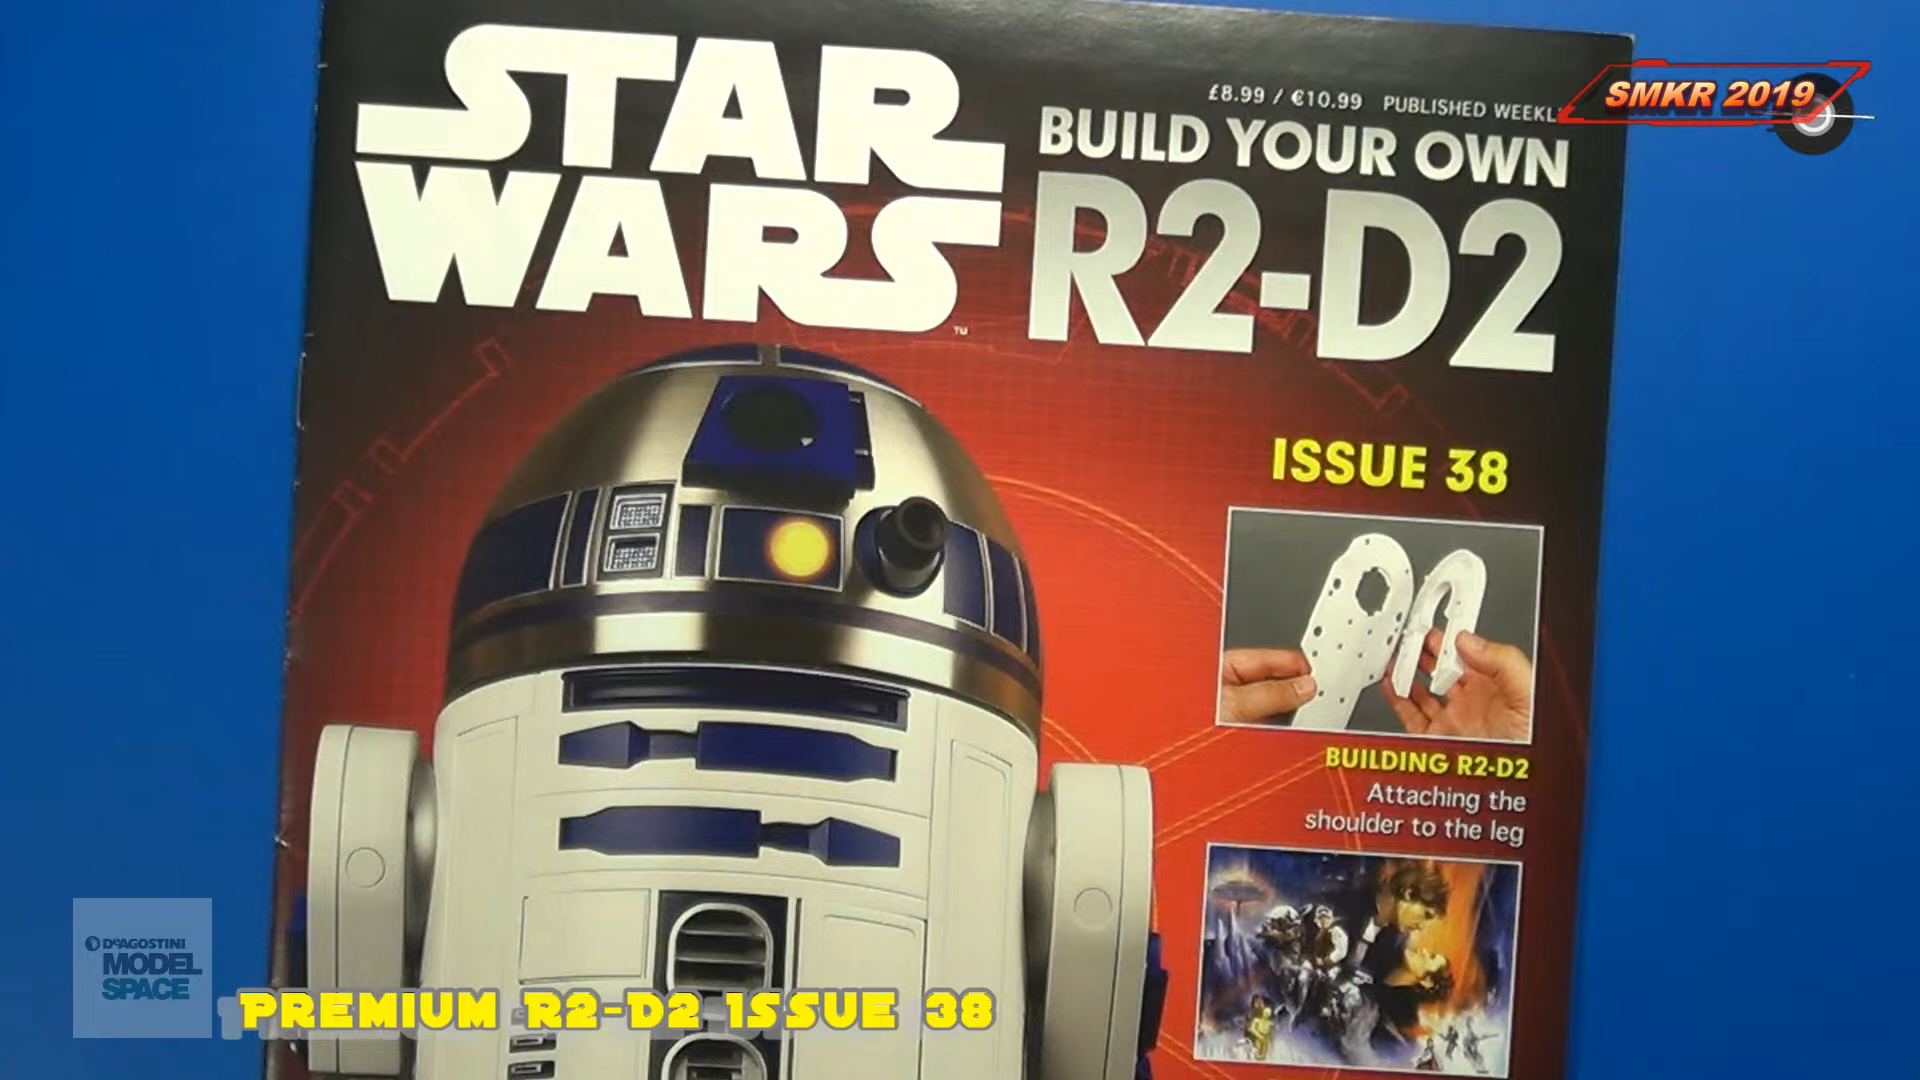 STAR
WARS
™
£8.99 / €10.99 PUBLISHED WEEKLY
BUILD YOUR OWN
R2-D2
SMKR 2019
ISSUE 38
BUILDING R2-D2
Attaching the
shoulder to the leg
DeAGOSTINI
MODEL
SPACE
PREMIUM R2-D2 ISSUE 38